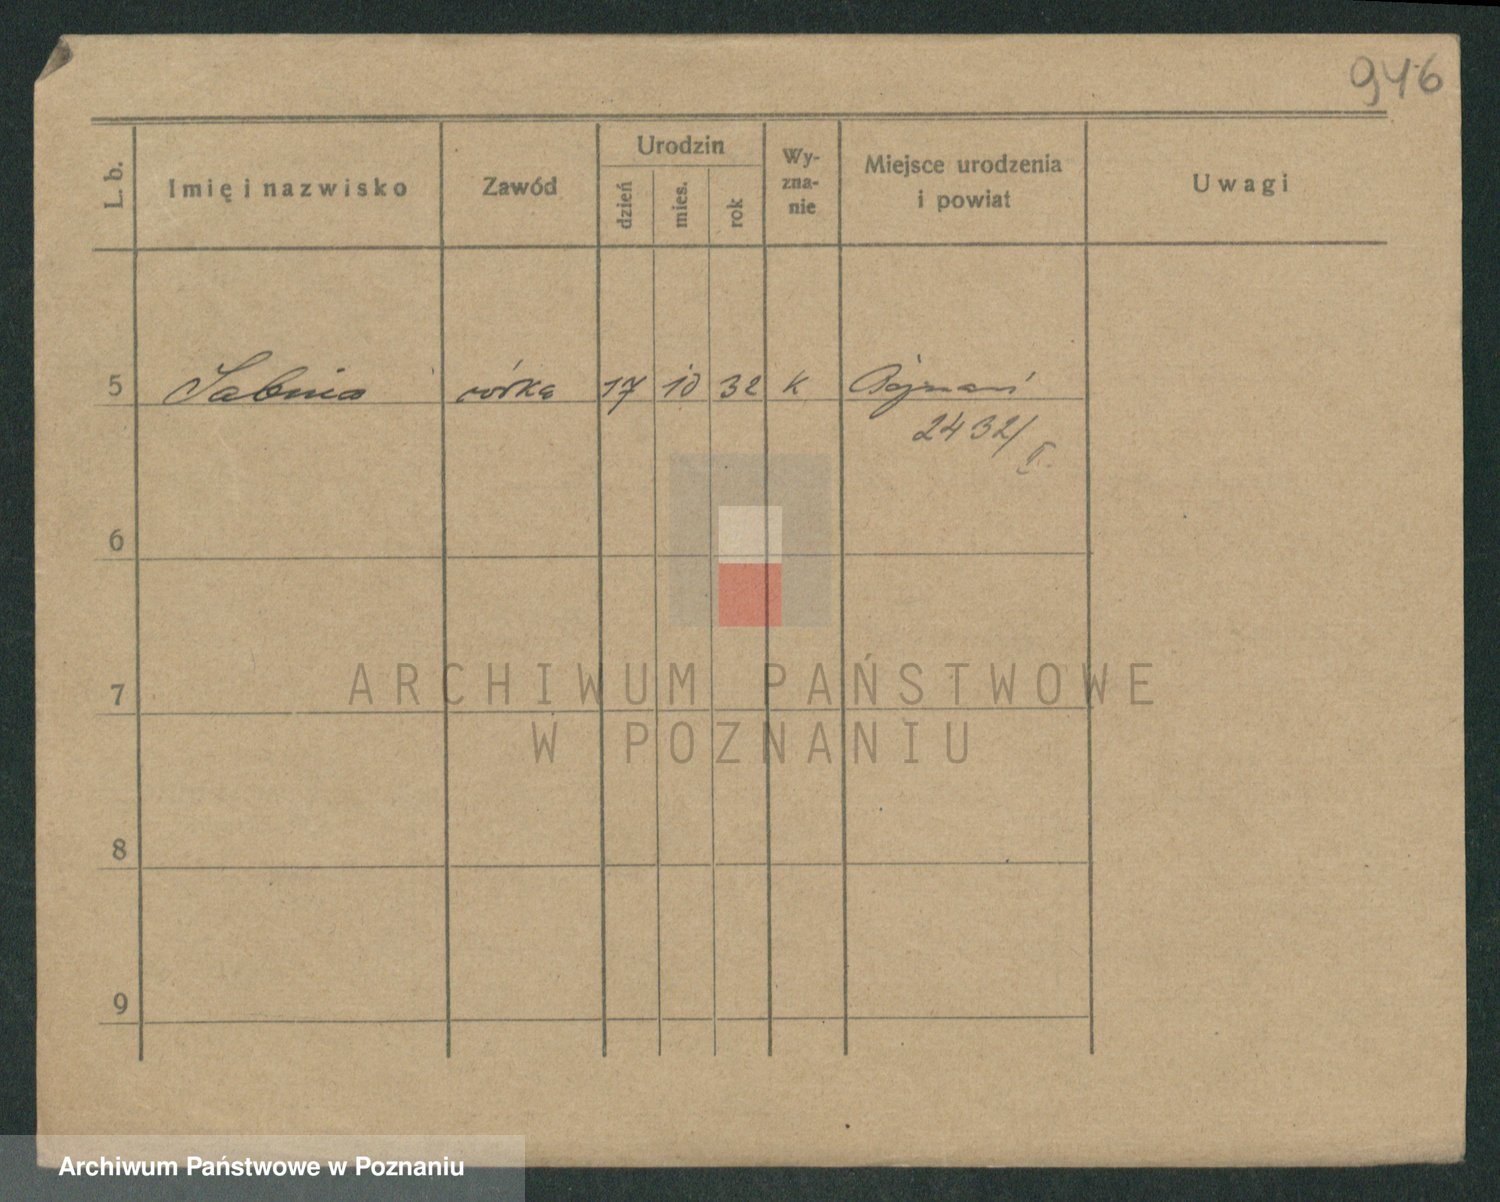 946
L. b.
Imię i nazwisko
Zawód
Urodzin
dzień
mies.
rok
Wy-
zna-
nie
Miejsce urodzenia
i powiat
Uwagi
5 Sabina córka 17 10 32 K Poznań
2432/
I.
6
7
8
9
ARCHIWUM PAŃSTWOWE
W POZNANIU
Archiwum Państwowe w Poznaniu